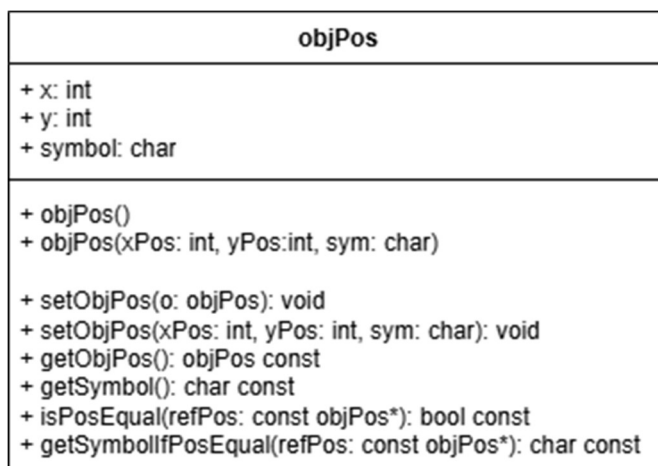 objPos
+ x: int
+ y: int
+ symbol: char
+ objPos()
+ objPos(xPos: int, yPos:int, sym: char)
+ setObjPos(o: objPos): void
+ setObjPos(xPos: int, yPos: int, sym: char): void
+ getObjPos(): objPos const
+ getSymbol(): char const
+ isPosEqual(refPos: const objPos*): bool const
+ getSymbolIfPosEqual(refPos: const objPos*): char const